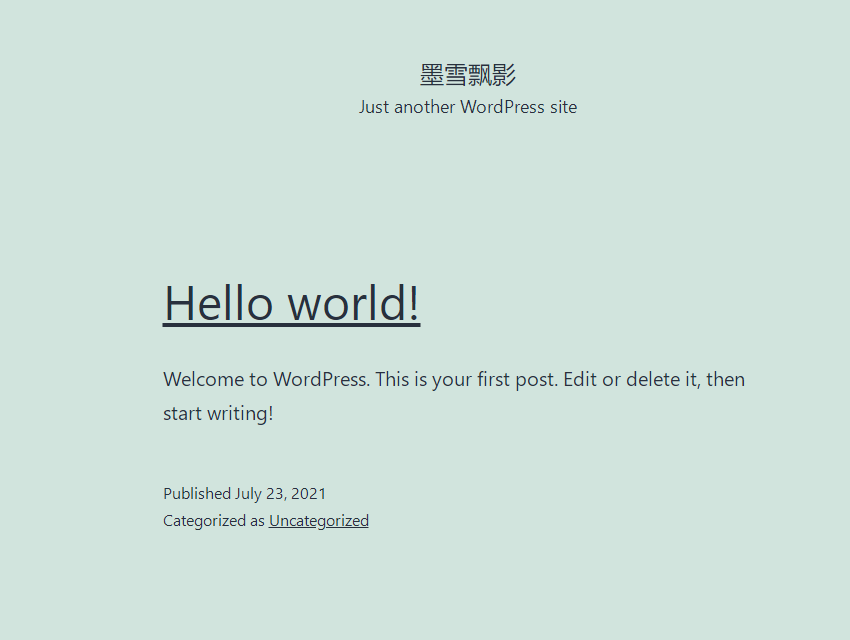 墨雪飘影
Just another WordPress site
Hello world!
Welcome to WordPress. This is your first post. Edit or delete it, then
start writing!
Published July 23, 2021
Categorized as Uncategorized